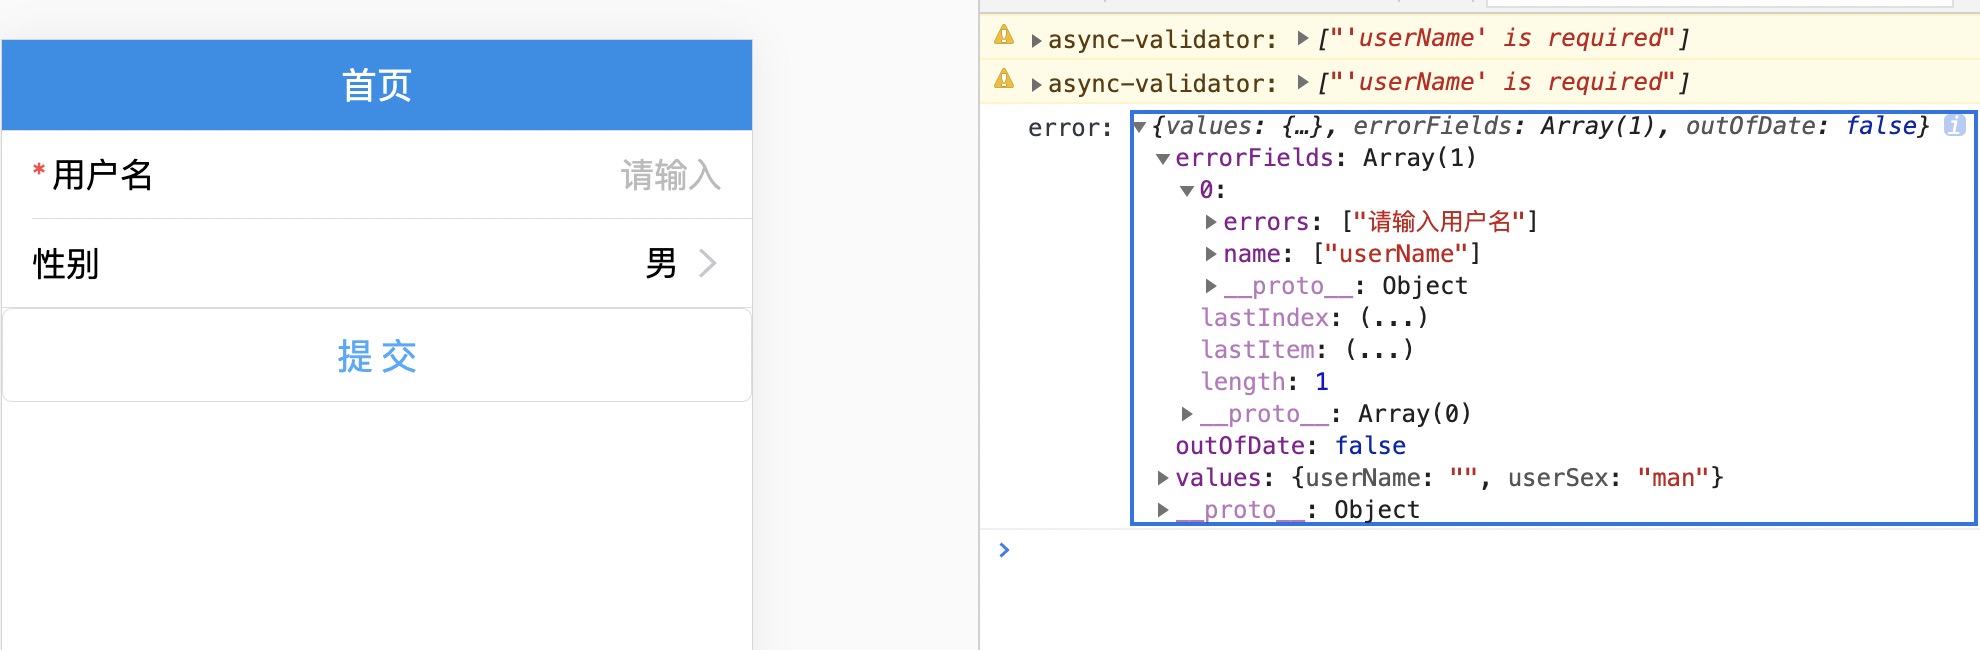 首页
* 用户名 请输入
性别 男
提 交
async-validator: ["'userName' is required"]
async-validator: ["'userName' is required"]
error: {values: {…}, errorFields: Array(1), outOfDate: false} i
errorFields: Array(1)
0:
errors: ["请输入用户名"]
name: ["userName"]
__proto__: Object
lastIndex: (...)
lastItem: (...)
length: 1
__proto__: Array(0)
outOfDate: false
values: {userName: "", userSex: "man"}
__proto__: Object